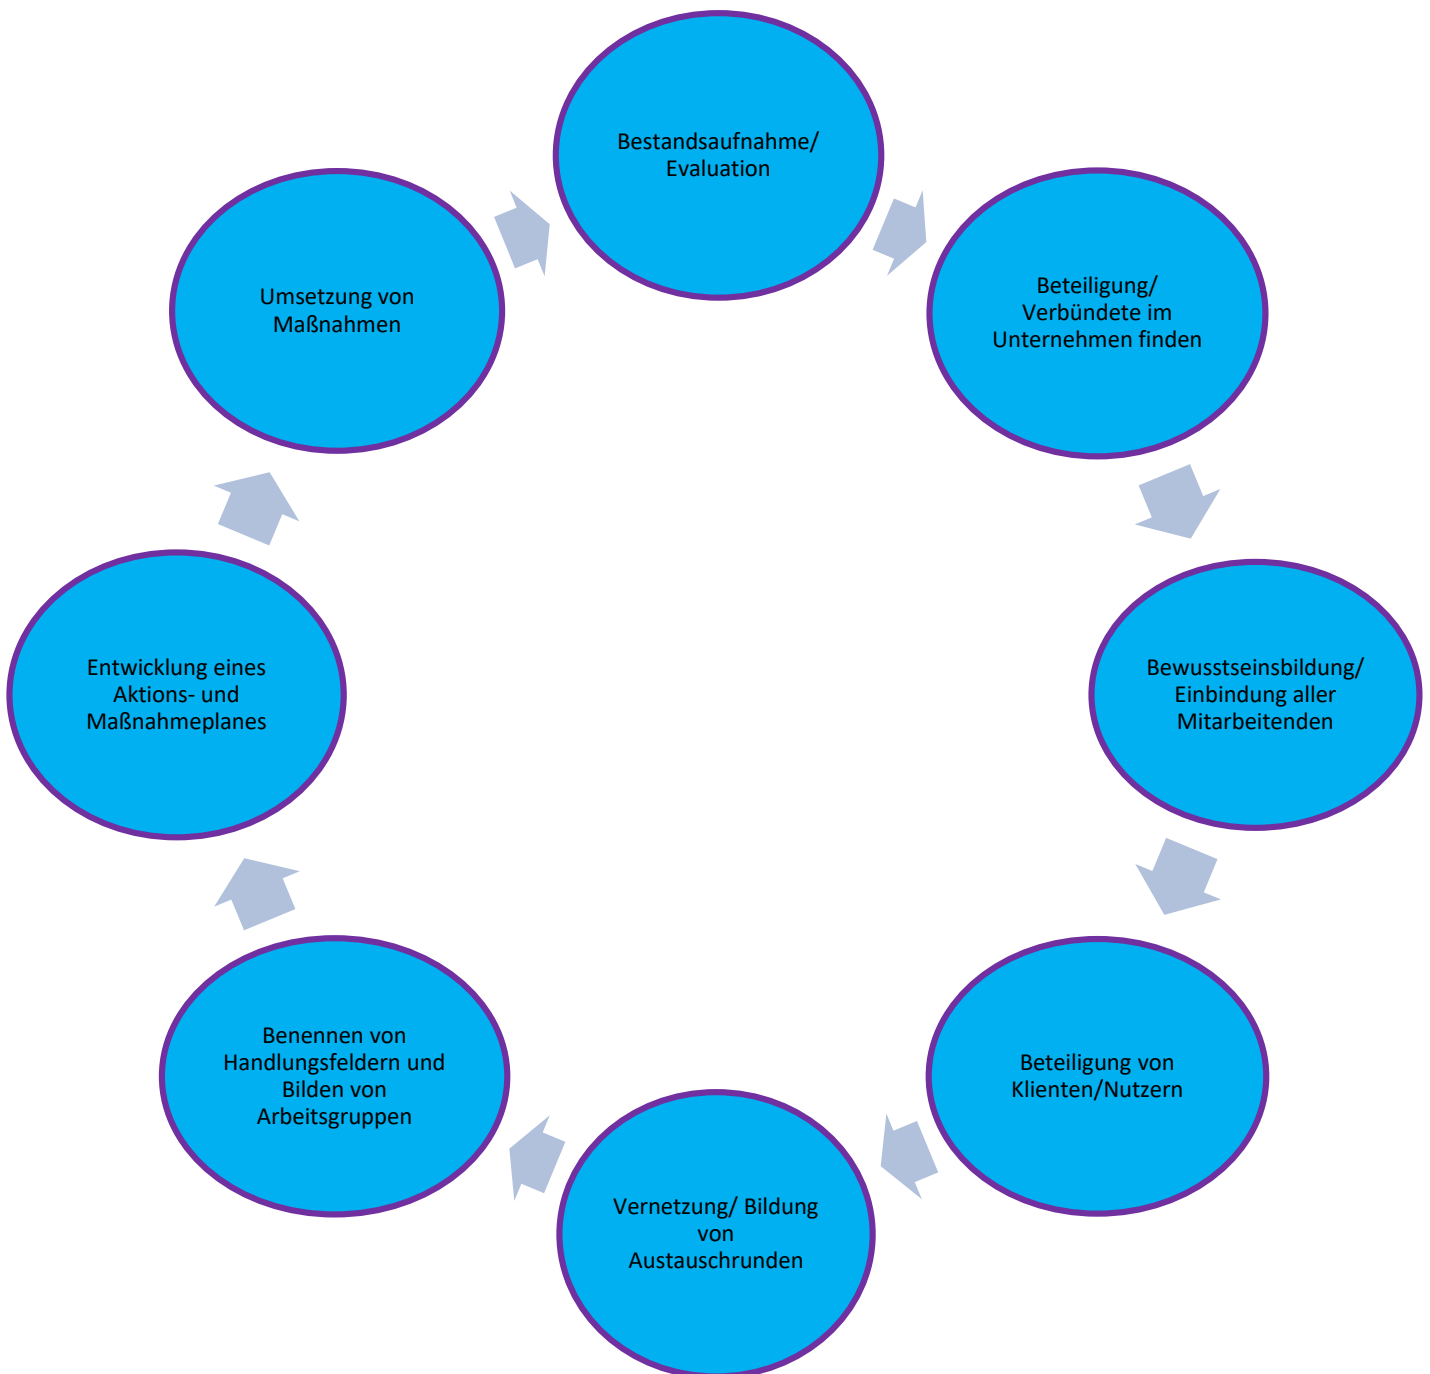 Bestandsaufnahme/
Evaluation
Beteiligung/
Verbündete im
Unternehmen finden
Bewusstseinsbildung/
Einbindung aller
Mitarbeitenden
Beteiligung von
Klienten/Nutzern
Vernetzung/ Bildung
von
Austauschrunden
Benennen von
Handlungsfeldern und
Bilden von
Arbeitsgruppen
Entwicklung eines
Aktions- und
Maßnahmeplanes
Umsetzung von
Maßnahmen